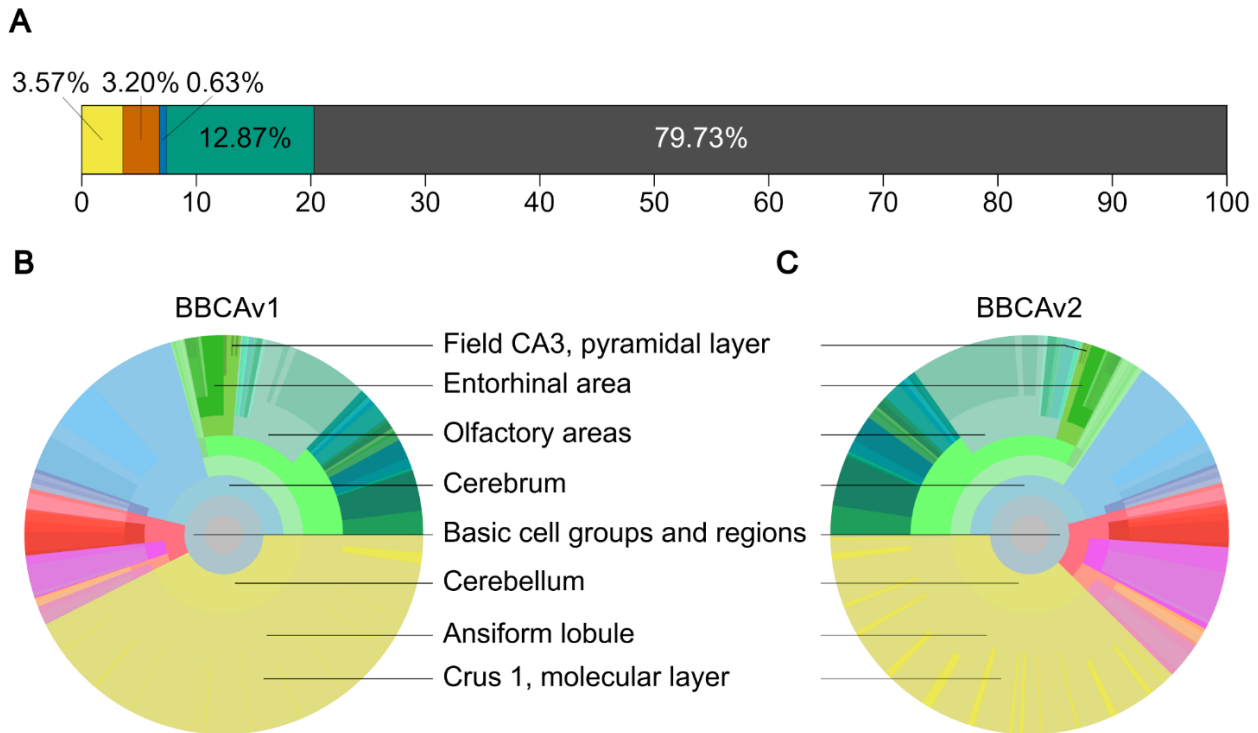 A
3.57% 3.20% 0.63%
12.87% 79.73%
0 10 20 30 40 50 60 70 80 90 100
B C
BBCAv1 BBCAv2
Field CA3, pyramidal layer
Entorhinal area
Olfactory areas
Cerebrum
Basic cell groups and regions
Cerebellum
Ansiform lobule
Crus 1, molecular layer